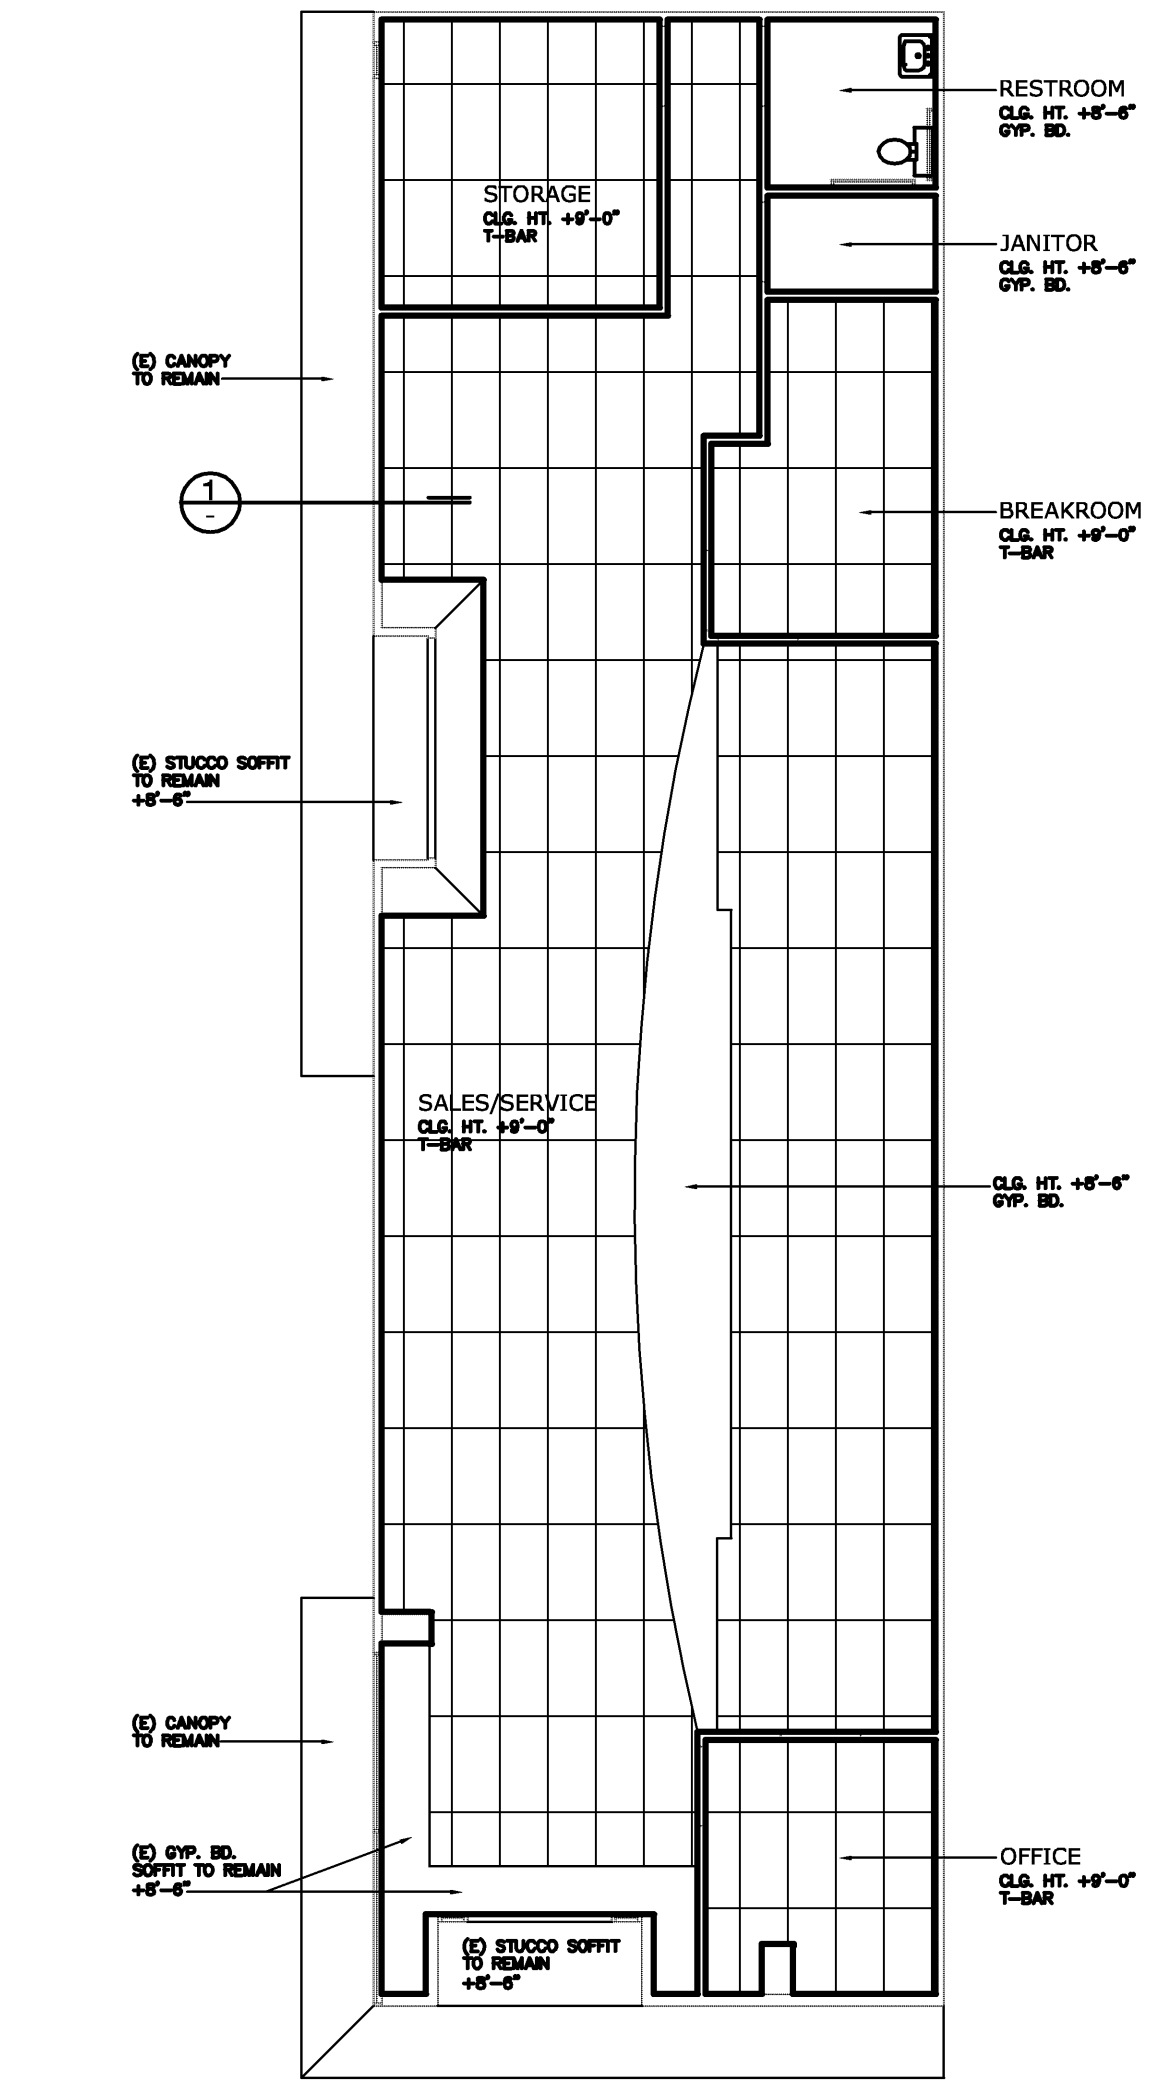 RESTROOM
CLG. HT. +8'-6"
GYP. BD.
STORAGE
CLG. HT. +9'-0"
T-BAR
JANITOR
CLG. HT. +8'-6"
GYP. BD.
(E) CANOPY
TO REMAIN
1
-
BREAKROOM
CLG. HT. +9'-0"
T-BAR
(E) STUCCO SOFFIT
TO REMAIN
+8'-6"
SALES/SERVICE
CLG. HT. +9'-0"
T-BAR
CLG. HT. +8'-6"
GYP. BD.
(E) CANOPY
TO REMAIN
(E) GYP. BD.
SOFFIT TO REMAIN
+8'-6"
OFFICE
CLG. HT. +9'-0"
T-BAR
(E) STUCCO SOFFIT
TO REMAIN
+8'-6"